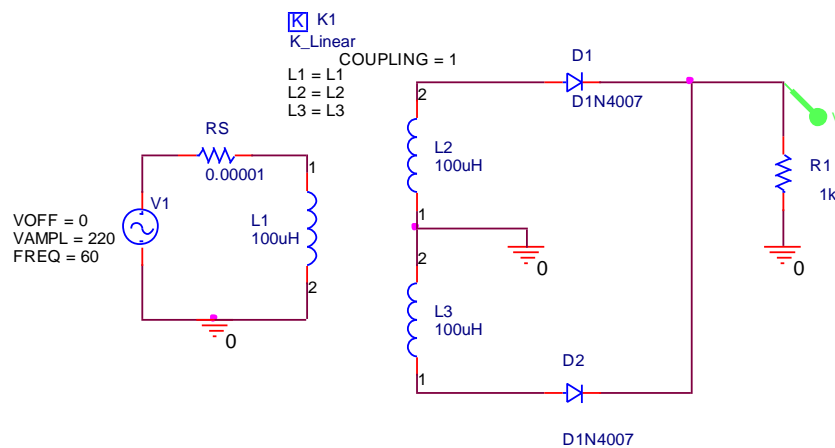 K K1
K_Linear
COUPLING = 1
L1 = L1
L2 = L2
L3 = L3
D1
D1N4007
2
RS
0.00001
1
L2
100uH
R1
1k
V1
VOFF = 0
VAMPL = 220
FREQ = 60
L1
100uH
1
2
0
0
2
0
L3
100uH
1
D2
D1N4007